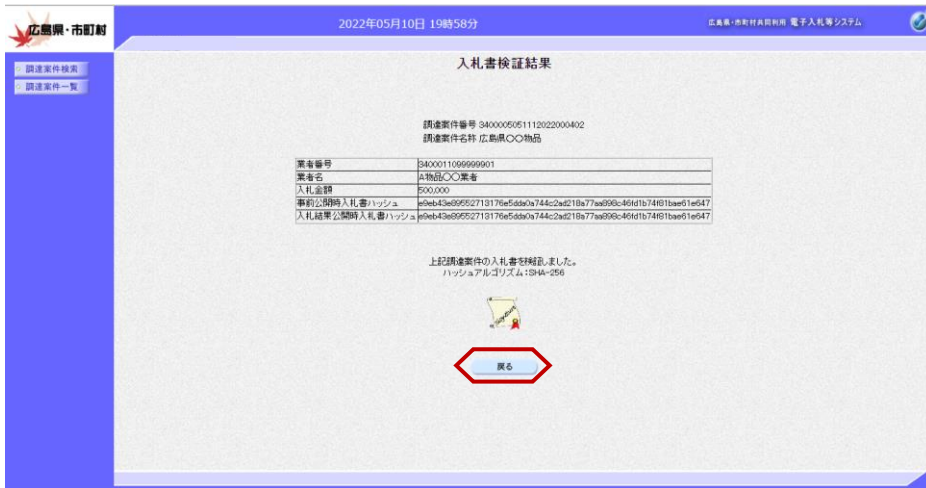 広島県・市町村
2022年05月10日 19時58分
広島県・市町村共同利用 電子入札等システム
調達案件検索
調達案件一覧
入札書検証結果
調達案件番号 3400005051112022000402
調達案件名称 広島県〇〇物品
業者番号 3400011099999901
業者名 A物品〇〇業者
入札金額 500,000
事前公開時入札書ハッシュ e9eb43e89552713176e5dda0a744c2ad218a77aa898c46fd1b74f81bae61e647
入札結果公開時入札書ハッシュ e9eb43e89552713176e5dda0a744c2ad218a77aa898c46fd1b74f81bae61e647
上記調達案件の入札書を検証しました。
ハッシュアルゴリズム：SHA-256
戻る